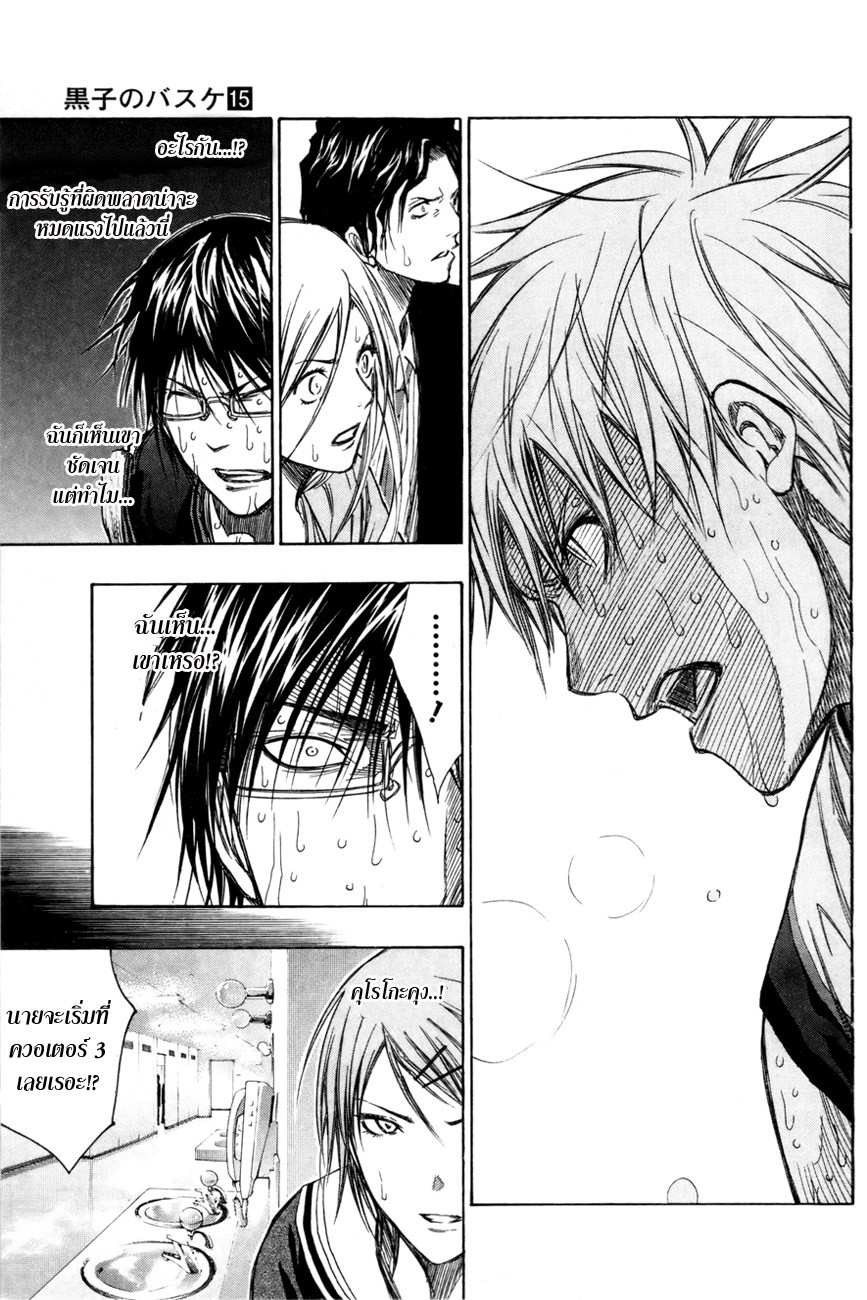 黒子のバスケ 15
อะไรกัน...!?
การรับรู้ที่ผิดพลาดน่าจะ
หมดแรงไปแล้วนี่
ฉันก็เห็นเขา
ชัดเจน
แต่ทำไม...
.........!
ฉันเห็น...
เขาเหรอ!?
คุโรโกะคุง..!
นายจะเริ่มที่
ควอเตอร์ 3
เลยเรอะ!?